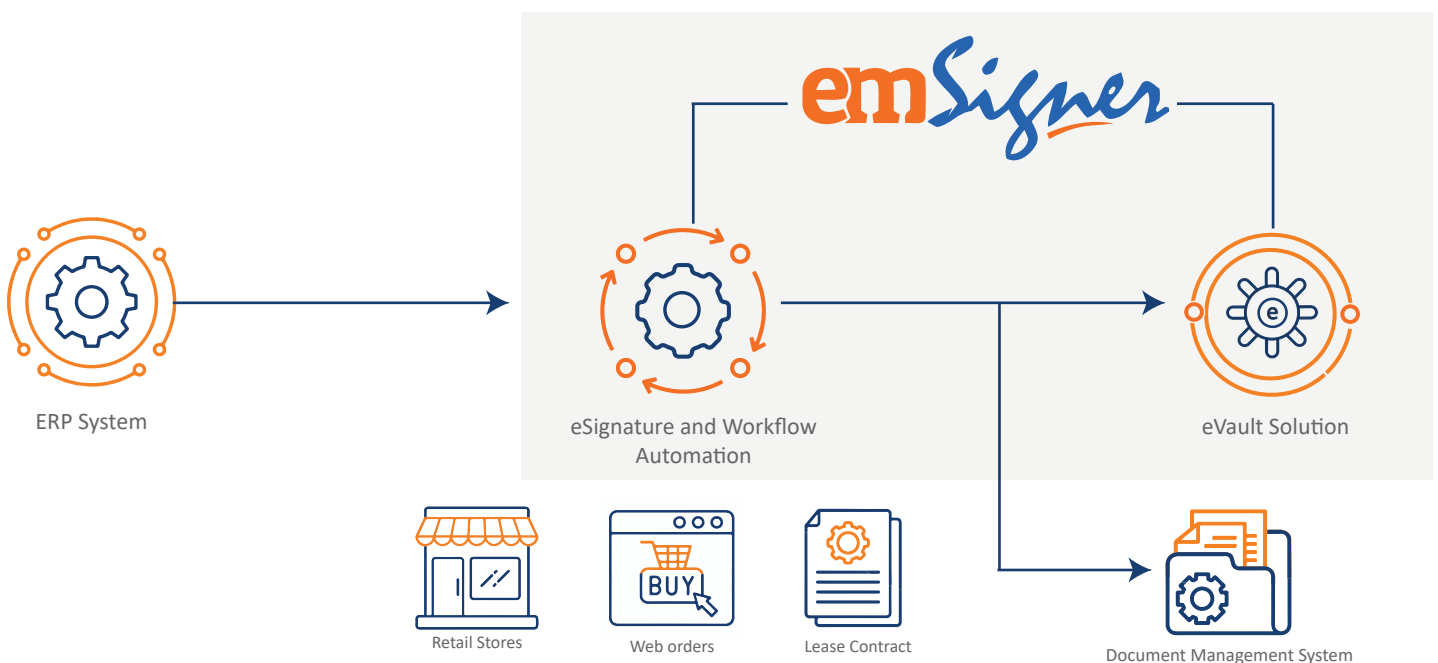 emSigner
ERP System
eSignature and Workflow
Automation
e
eVault Solution
BUY
Retail Stores
Web orders
Lease Contract
Document Management System